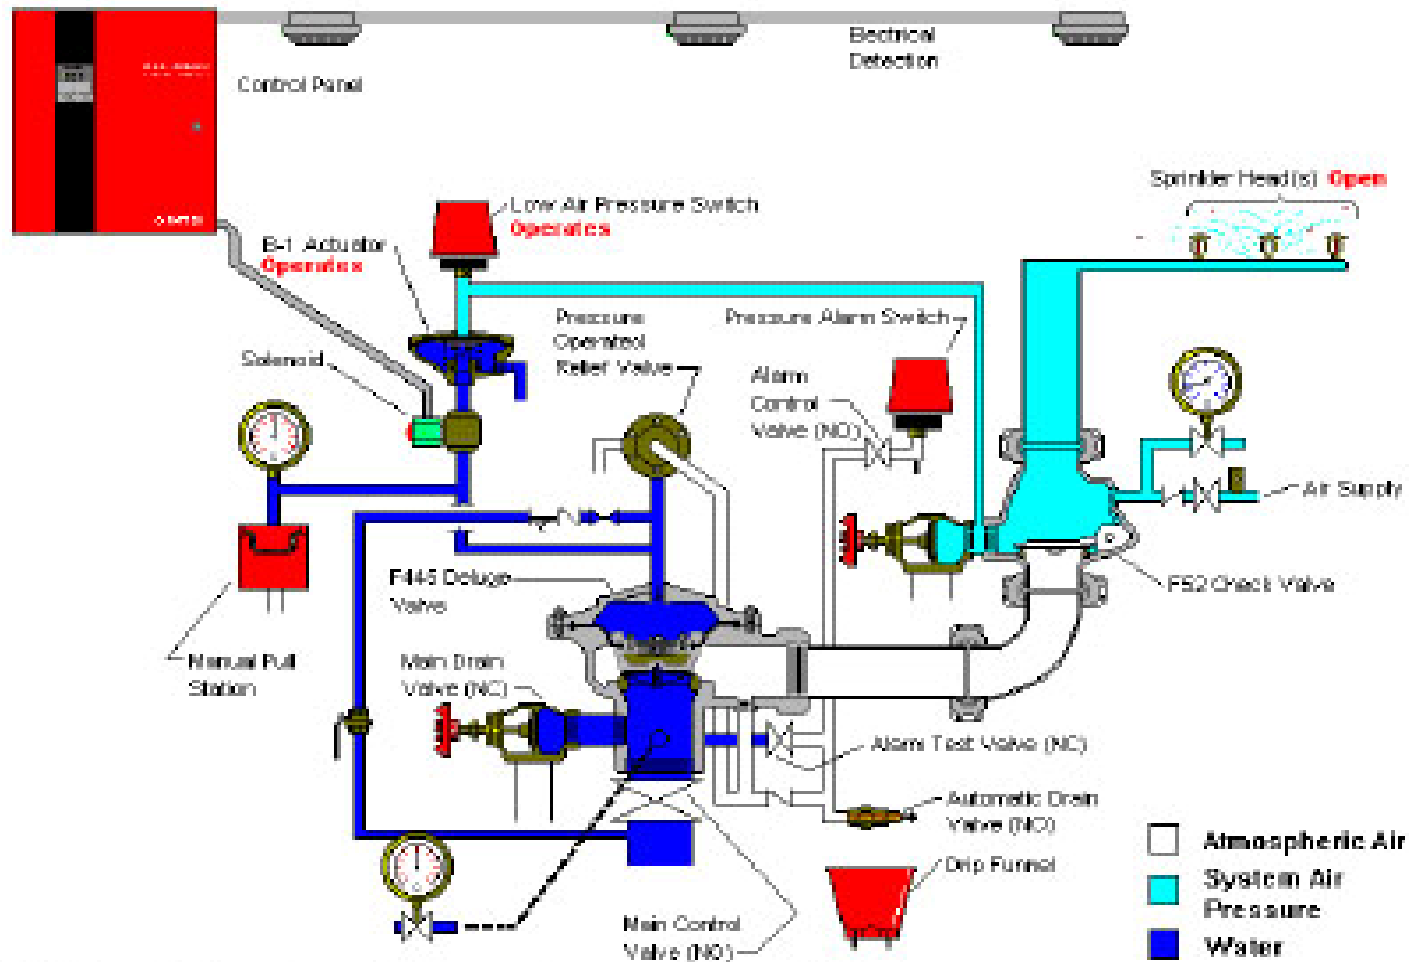 Electrical
Detection
Control Panel
Sprinkler Head(s) Open
Low Air Pressure Switch
Operates
B-1 Actuator
Operates
Pressure
Operated
Relief Valve
Pressure Alarm Switch
Solenoid
Alarm
Control
Valve (NO)
Air Supply
F445 Deluge
Valve
F52 Check Valve
Manual Pull
Station
Main Drain
Valve (NC)
Alarm Test Valve (NC)
Automatic Drain
Valve (NO)
Drip Funnel
Main Control
Valve (NO)
Atmospheric Air
System Air
Pressure
Water